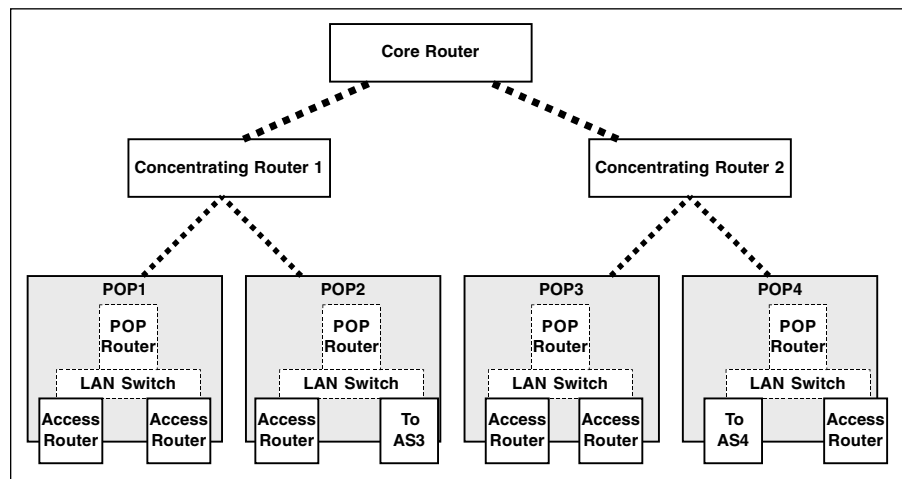 Core Router
Concentrating Router 1
Concentrating Router 2
POP1
POP
Router
LAN Switch
Access
Router
Access
Router
POP2
POP
Router
LAN Switch
Access
Router
To
AS3
POP3
POP
Router
LAN Switch
Access
Router
Access
Router
POP4
POP
Router
LAN Switch
To
AS4
Access
Router